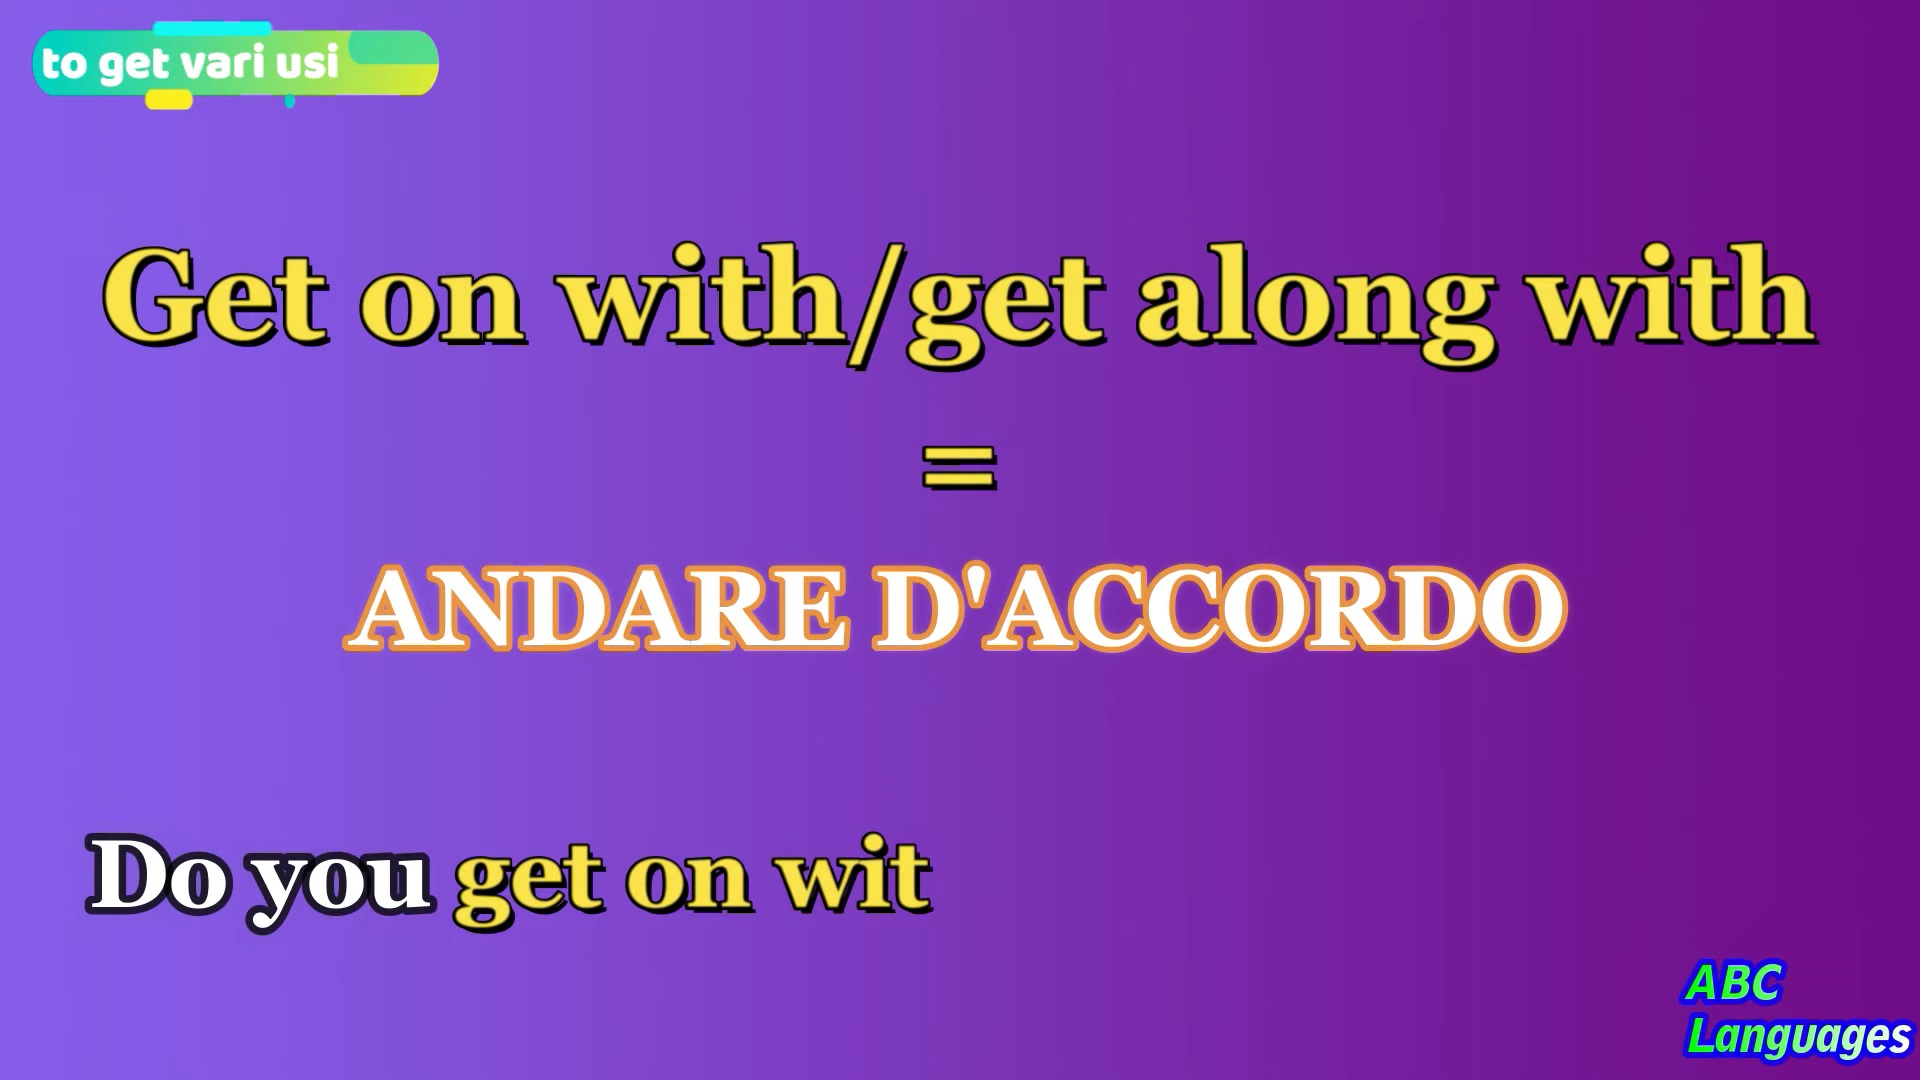 to get vari usi
Get on with/get along with
=
ANDARE D'ACCORDO
Do you get on wit
ABC
Languages